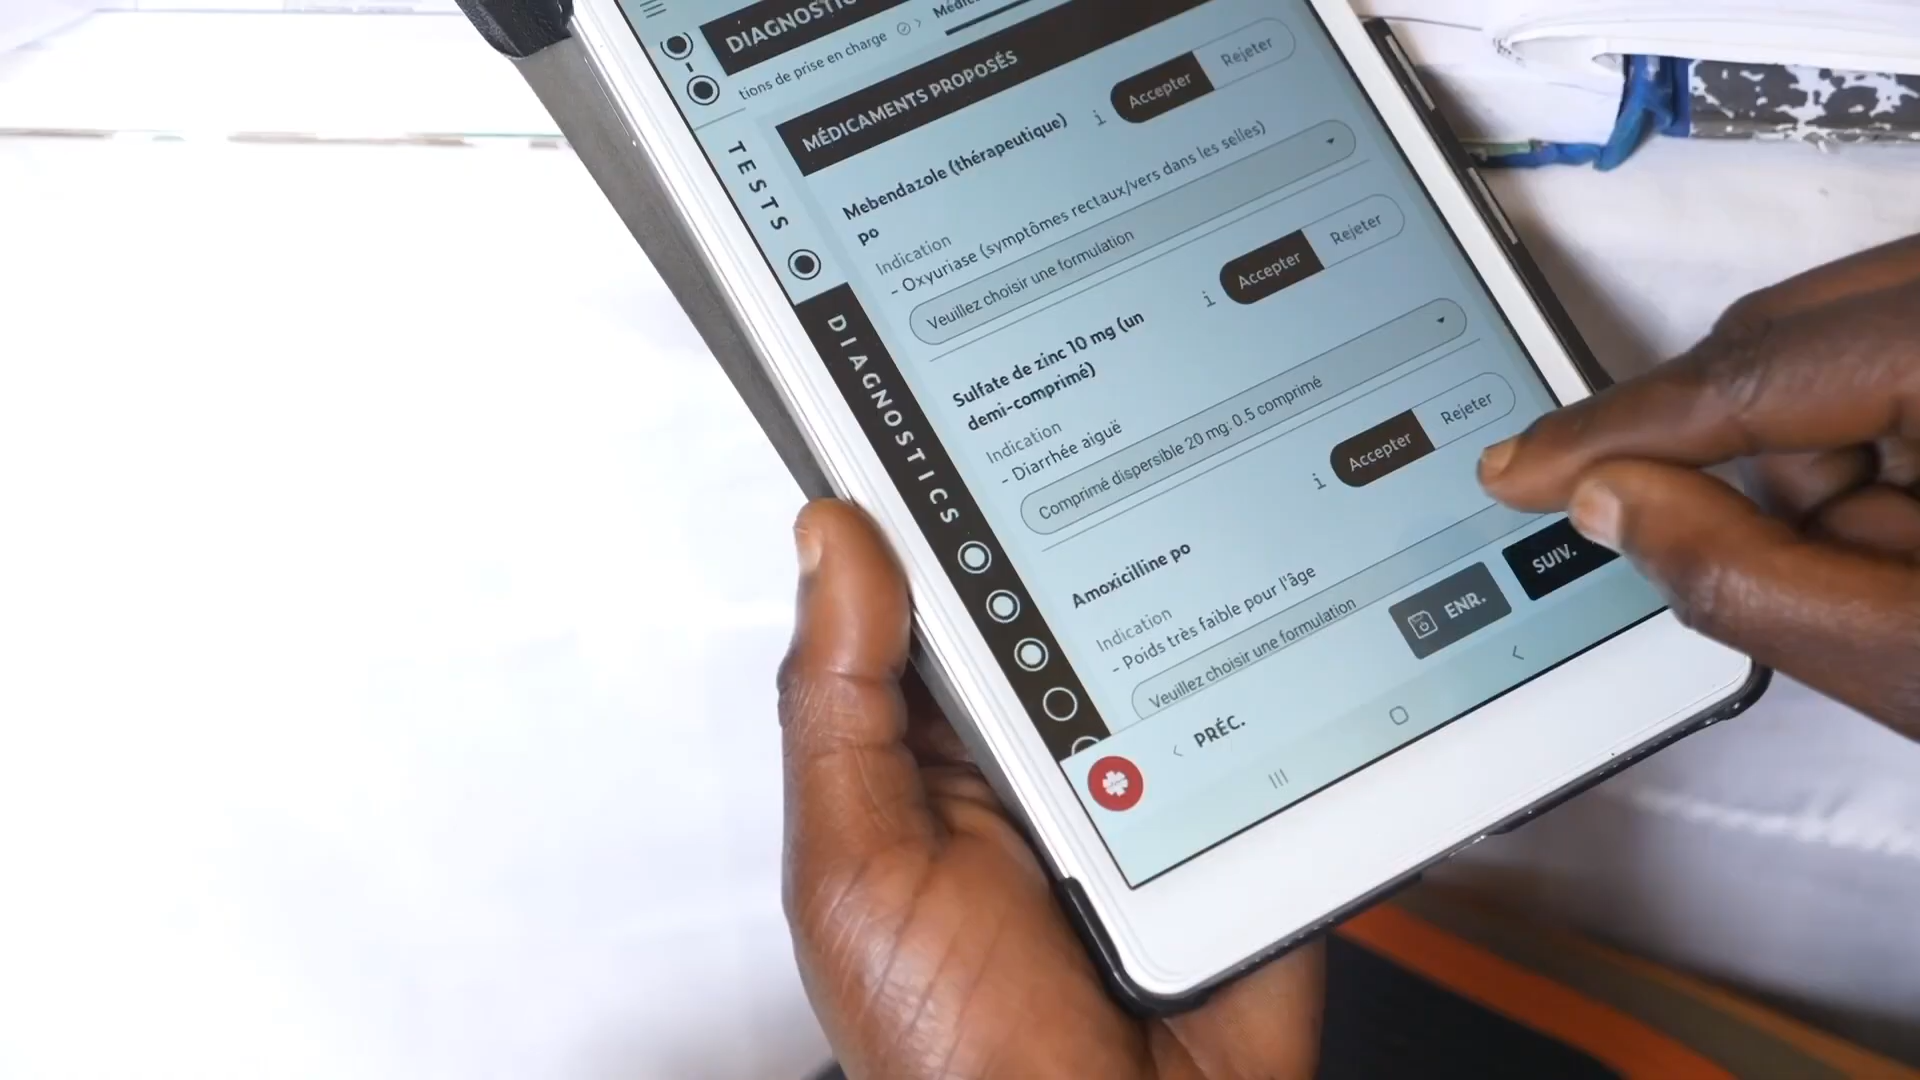 DIAGNOSTIC
tions de prise en charge
MÉDICAMENTS PROPOSÉS
Mebendazole (thérapeutique)
po
i
Accepter
Rejeter
Indication
- Oxyuriase (symptômes rectaux/vers dans les selles)
Veuillez choisir une formulation
Sulfate de zinc 10 mg (un
demi-comprimé)
i
Accepter
Rejeter
Indication
- Diarrhée aiguë
Comprimé dispersible 20 mg: 0.5 comprimé
Amoxicilline po
i
Accepter
Rejeter
Indication
- Poids très faible pour l'âge
Veuillez choisir une formulation
TESTS
DIAGNOSTICS
PRÉC.
ENR.
SUIV.